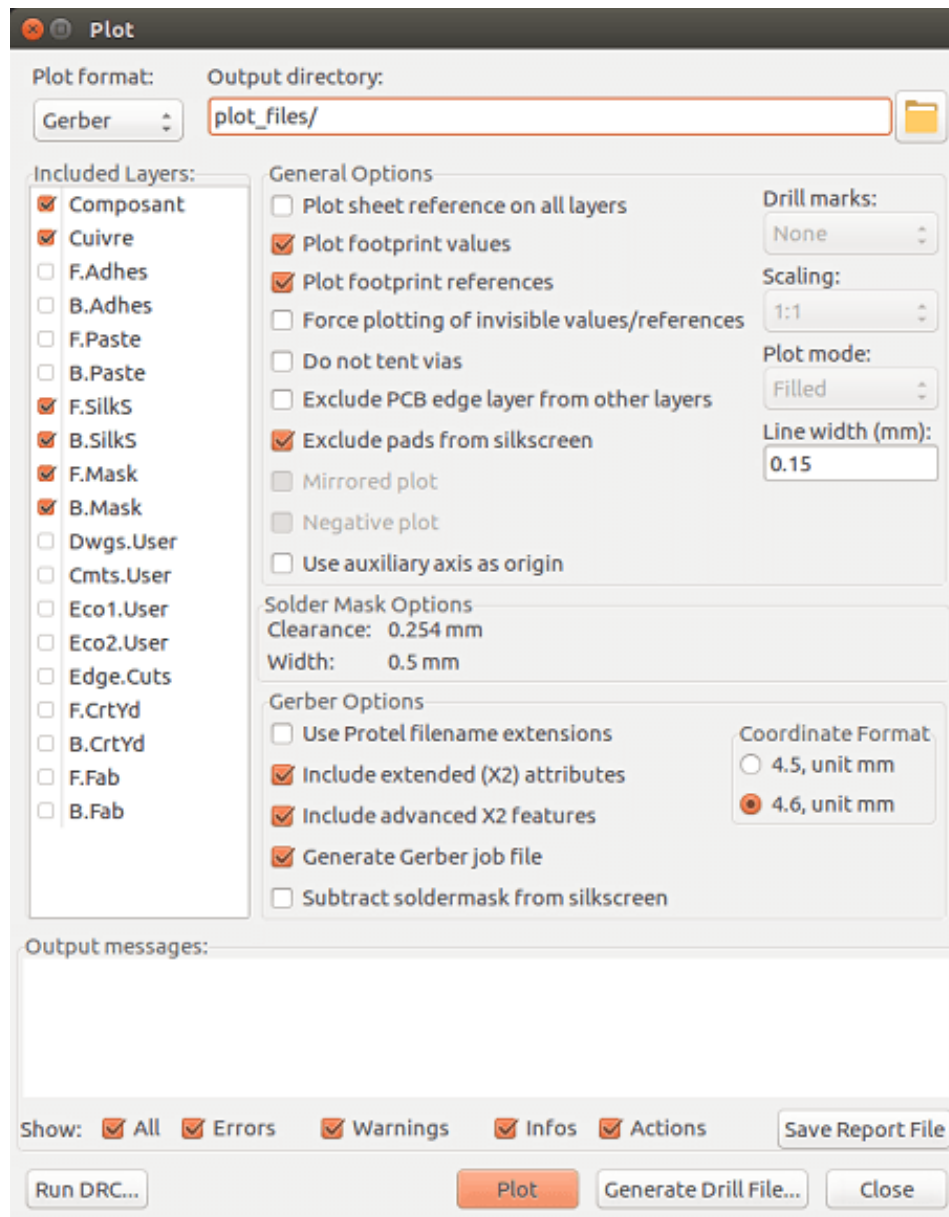 Plot
Plot format:
Output directory:
Gerber
plot_files/
Included Layers:
Composant
Cuivre
F.Adhes
B.Adhes
F.Paste
B.Paste
F.SilkS
B.SilkS
F.Mask
B.Mask
Dwgs.User
Cmts.User
Eco1.User
Eco2.User
Edge.Cuts
F.CrtYd
B.CrtYd
F.Fab
B.Fab
General Options
Plot sheet reference on all layers
Plot footprint values
Plot footprint references
Force plotting of invisible values/references
Do not tent vias
Exclude PCB edge layer from other layers
Exclude pads from silkscreen
Mirrored plot
Negative plot
Use auxiliary axis as origin
Drill marks:
None
Scaling:
1:1
Plot mode:
Filled
Line width (mm):
0.15
Solder Mask Options
Clearance: 0.254 mm
Width: 0.5 mm
Gerber Options
Use Protel filename extensions
Include extended (X2) attributes
Include advanced X2 features
Generate Gerber job file
Subtract soldermask from silkscreen
Coordinate Format
4.5, unit mm
4.6, unit mm
Output messages:
Show: All Errors Warnings Infos Actions Save Report File
Run DRC... Plot Generate Drill File... Close